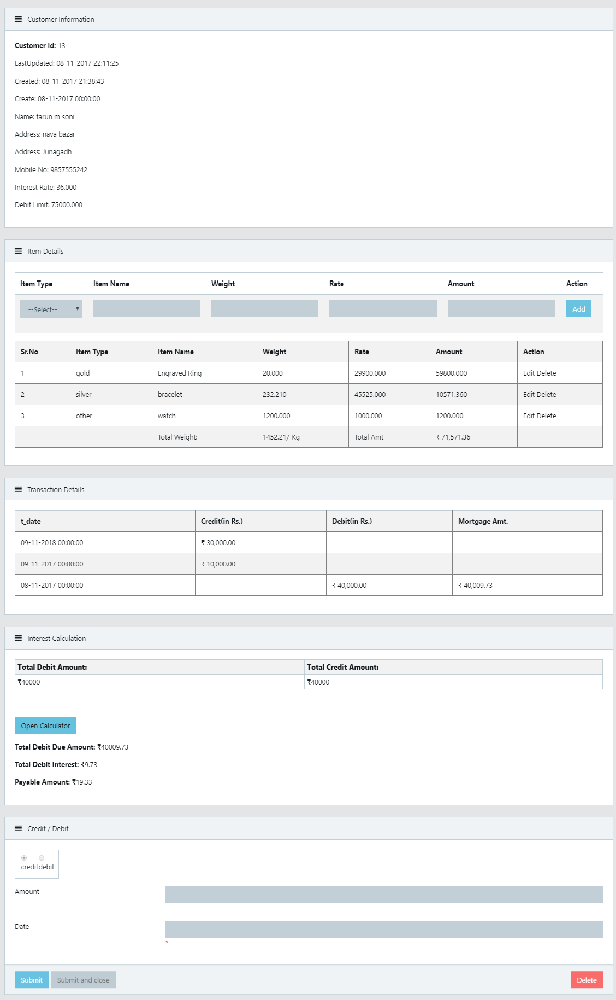 Customer Information
Customer Id: 13
LastUpdated: 08-11-2017 22:11:25
Created: 08-11-2017 21:38:43
Create: 08-11-2017 00:00:00
Name: tarun m soni
Address: nava bazar
Address: Junagadh
Mobile No: 9857555242
Interest Rate: 36.000
Debit Limit: 75000.000
Item Details
Item Type Item Name Weight Rate Amount Action
--Select-- Add
Sr.No Item Type Item Name Weight Rate Amount Action
1 gold Engraved Ring 20.000 29900.000 59800.000 Edit Delete
2 silver bracelet 232.210 45525.000 10571.360 Edit Delete
3 other watch 1200.000 1000.000 1200.000 Edit Delete
Total Weight: 1452.21/-Kg Total Amt ₹ 71,571.36
Transaction Details
t_date Credit(in Rs.) Debit(in Rs.) Mortgage Amt.
09-11-2018 00:00:00 ₹ 30,000.00
09-11-2017 00:00:00 ₹ 10,000.00
08-11-2017 00:00:00 ₹ 40,000.00 ₹ 40,009.73
Interest Calculation
Total Debit Amount: Total Credit Amount:
₹40000 ₹40000
Open Calculator
Total Debit Due Amount: ₹40009.73
Total Debit Interest: ₹9.73
Payable Amount: ₹19.33
Credit / Debit
creditdebit
Amount
Date
*
Submit Submit and close Delete